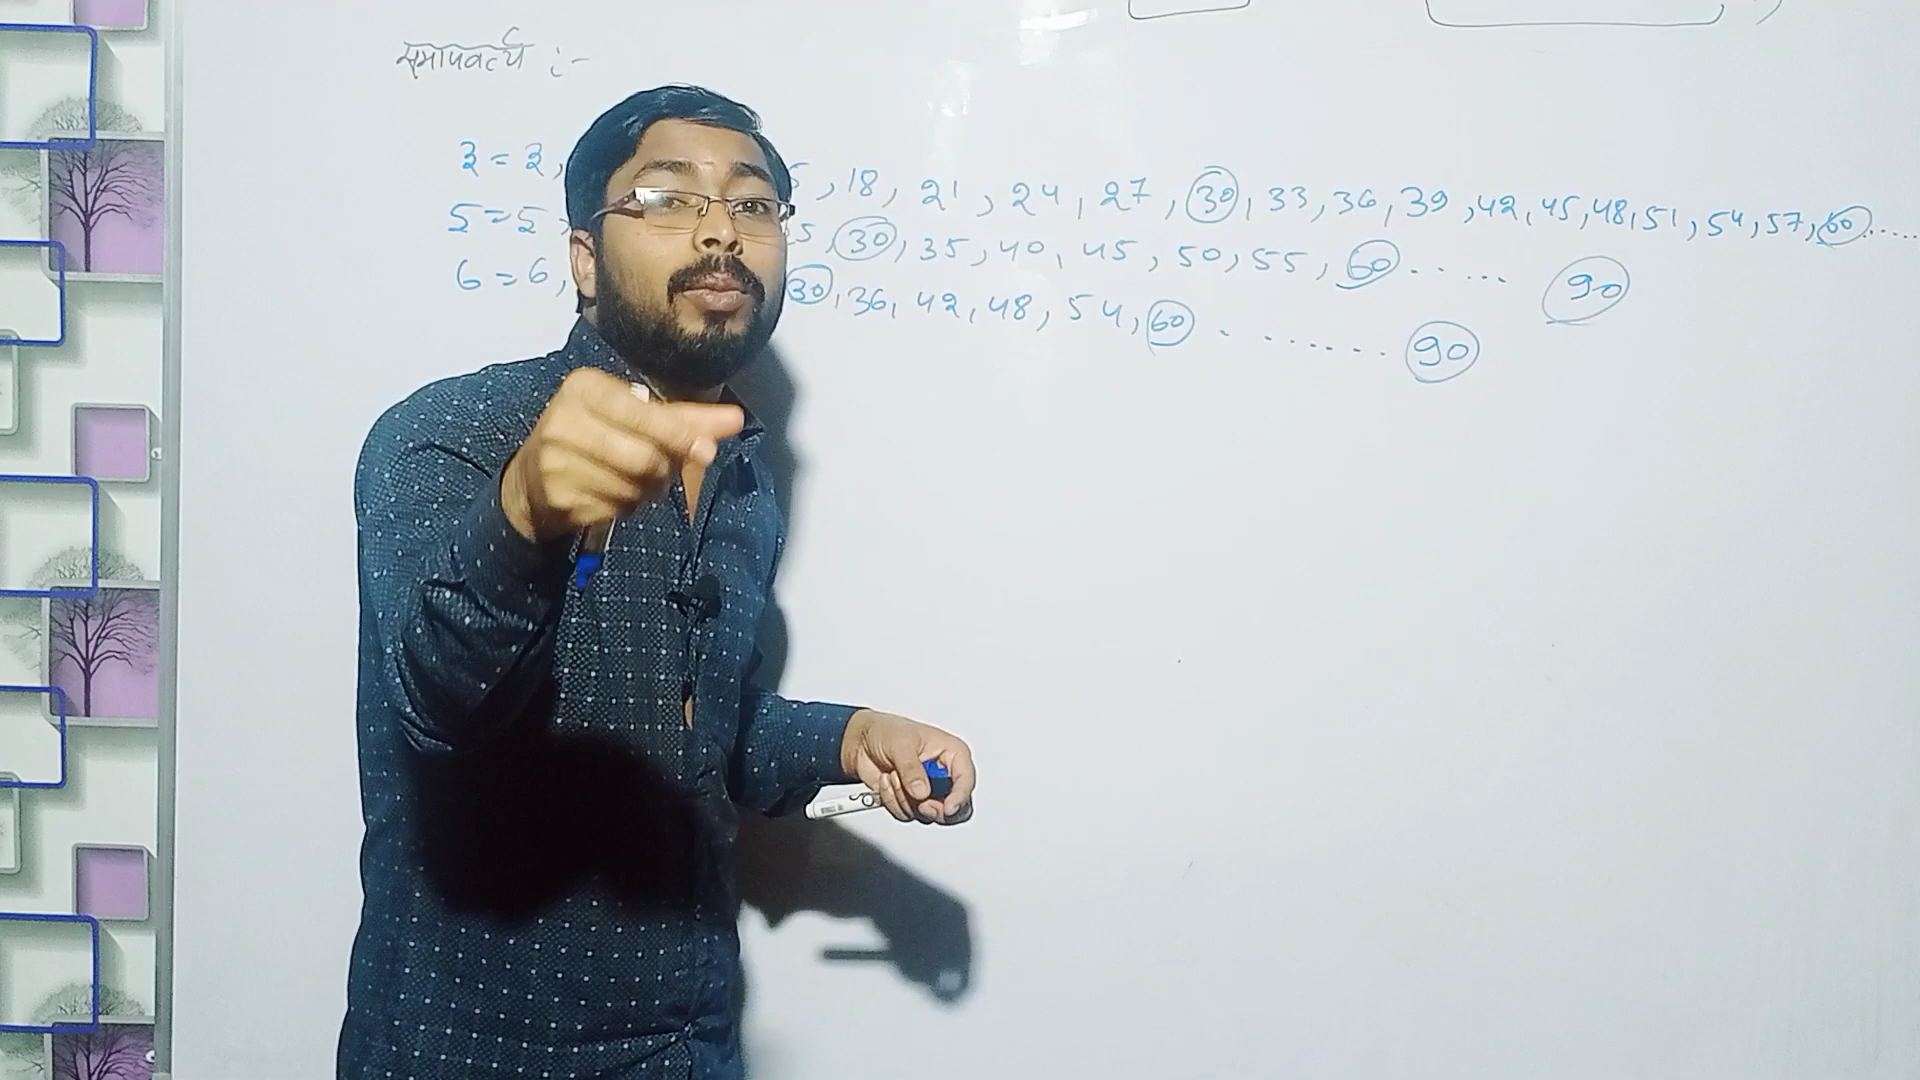 समापवर्त्य :-
3 = 3, 5, 18, 21, 24, 27, 30, 33, 36, 39, 42, 45, 48, 51, 54, 57, 60......
5 = 5, 5, 30, 35, 40, 45, 50, 55, 60...... 90
6 = 6, 30, 36, 42, 48, 54, 60........ 90